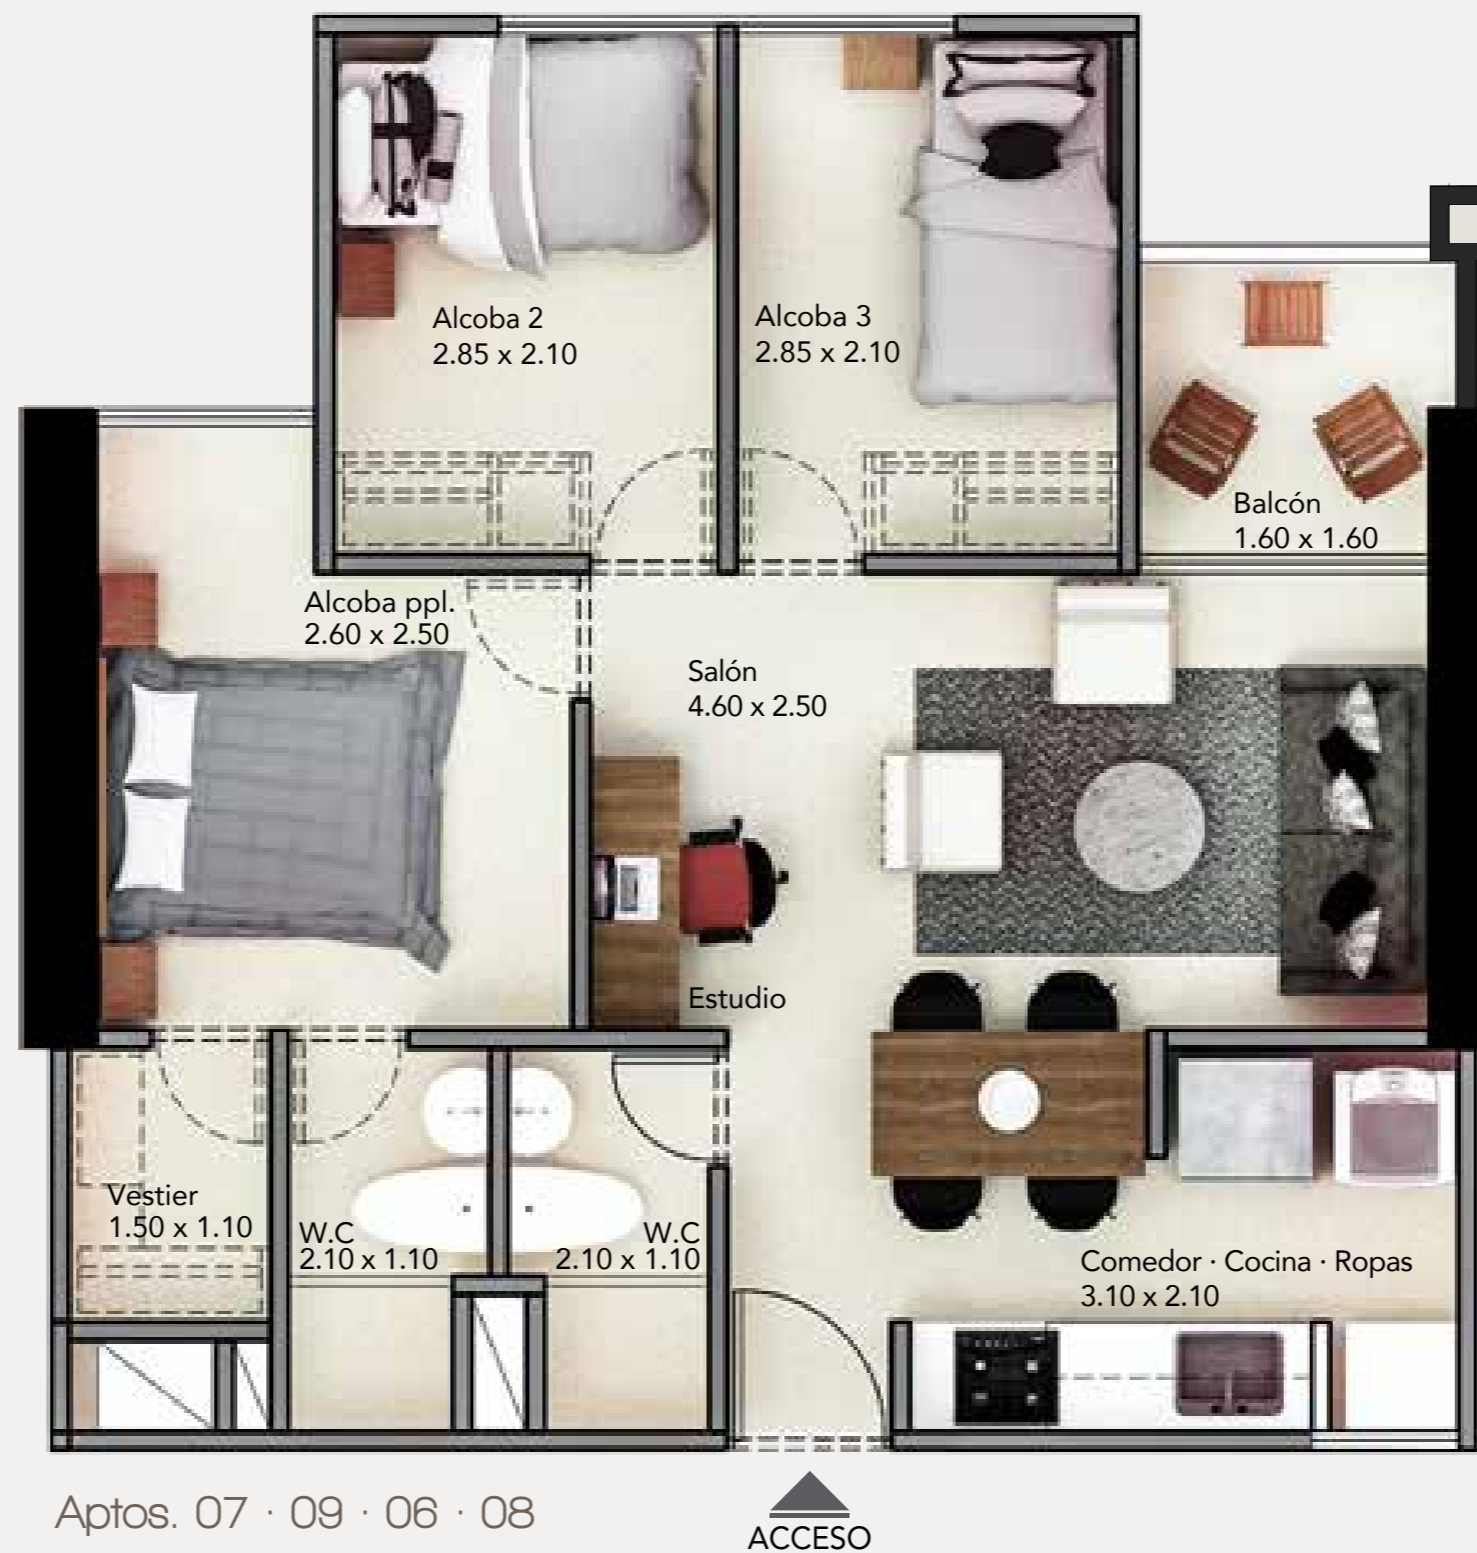 Alcoba 2
2.85 x 2.10
Alcoba 3
2.85 x 2.10
Balcón
1.60 x 1.60
Alcoba ppl.
2.60 x 2.50
Salón
4.60 x 2.50
Estudio
Vestier
1.50 x 1.10
W.C
2.10 x 1.10
W.C
2.10 x 1.10
Comedor · Cocina · Ropas
3.10 x 2.10
Aptos. 07 · 09 · 06 · 08
ACCESO